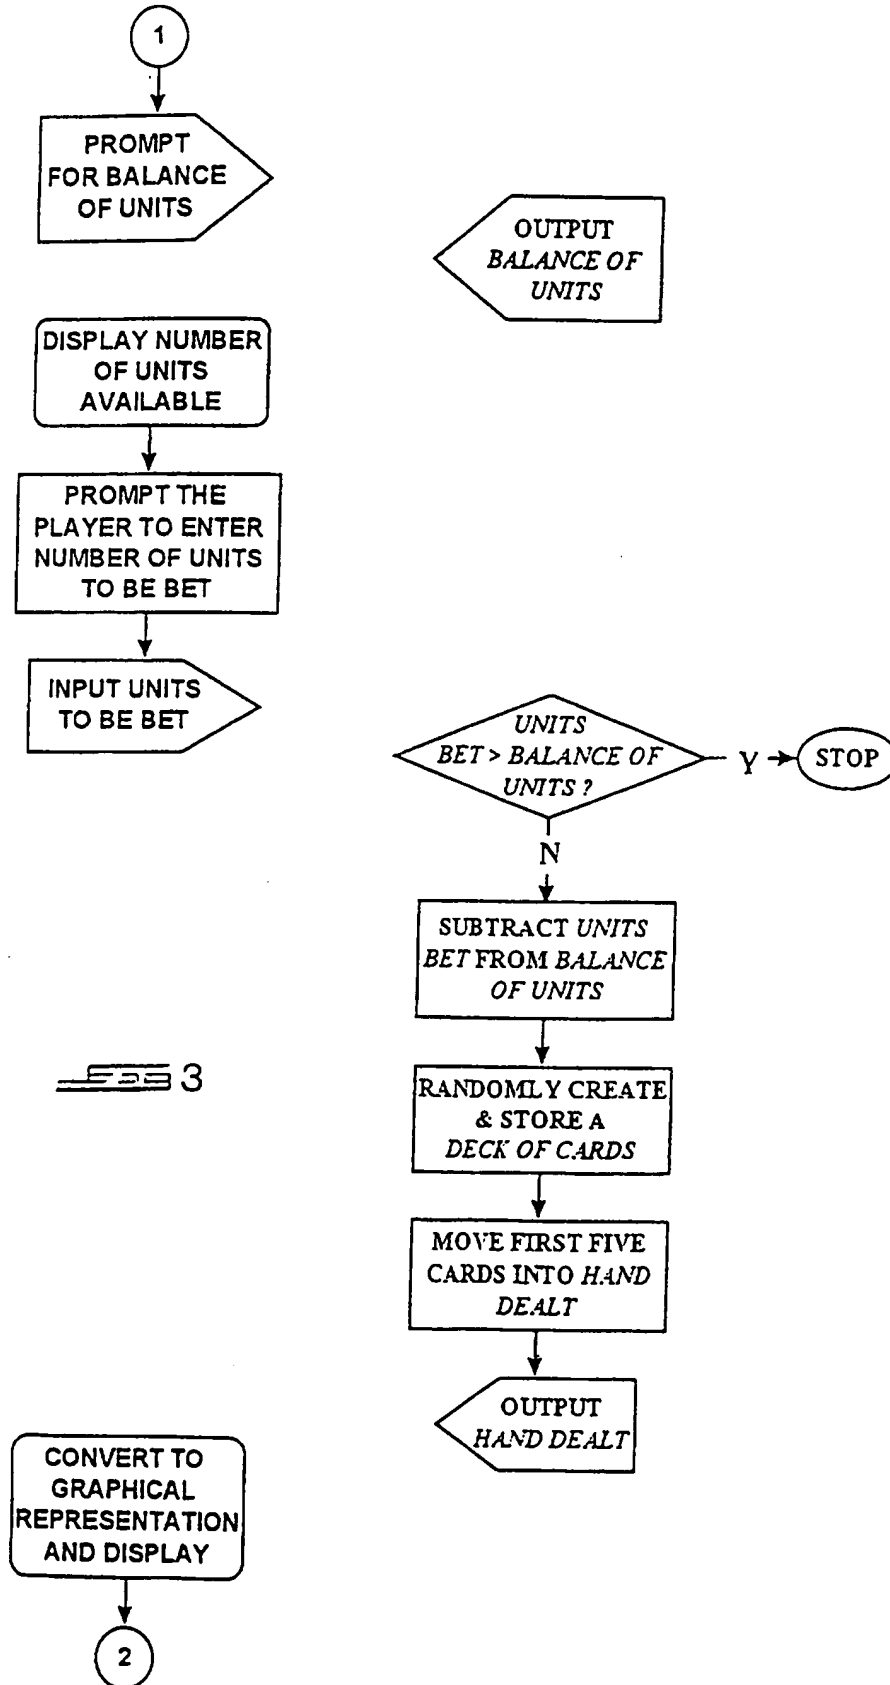 1
PROMPT
FOR BALANCE
OF UNITS
OUTPUT
BALANCE OF
UNITS
DISPLAY NUMBER
OF UNITS
AVAILABLE
PROMPT THE
PLAYER TO ENTER
NUMBER OF UNITS
TO BE BET
INPUT UNITS
TO BE BET
UNITS
BET > BALANCE OF
UNITS ?
Y
STOP
N
SUBTRACT UNITS
BET FROM BALANCE
OF UNITS
RANDOMLY CREATE
& STORE A
DECK OF CARDS
MOVE FIRST FIVE
CARDS INTO HAND
DEALT
OUTPUT
HAND DEALT
3
CONVERT TO
GRAPHICAL
REPRESENTATION
AND DISPLAY
2